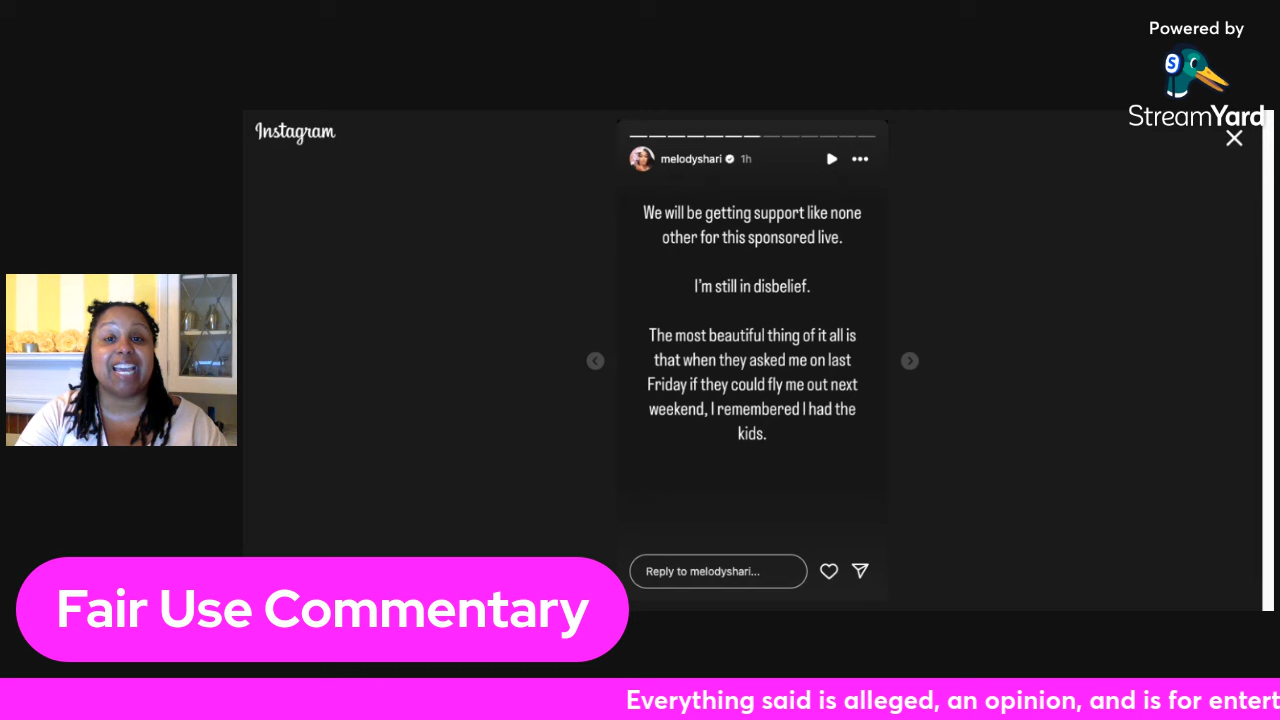 Powered by
StreamYard
Instagram
melodyshari 1h
We will be getting support like none
other for this sponsored live.
I'm still in disbelief.
The most beautiful thing of it all is
that when they asked me on last
Friday if they could fly me out next
weekend, I remembered I had the
kids.
Reply to melodyshari...
Fair Use Commentary
Everything said is alleged, an opinion, and is for entert